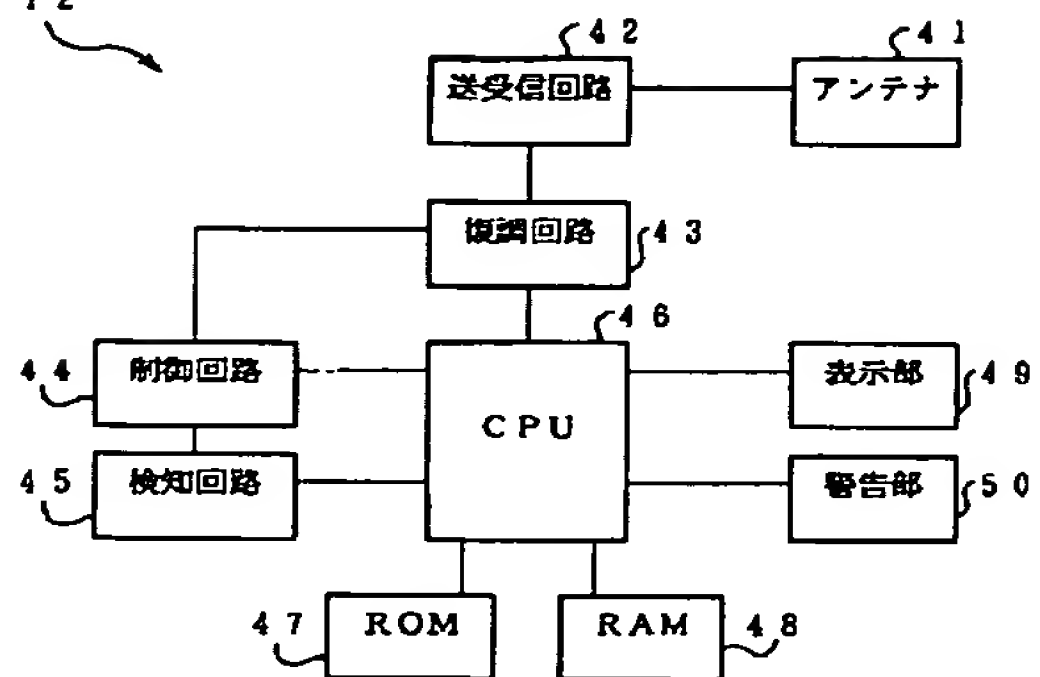 42
41
送受信回路
アンテナ
復調回路
43
46
44
制御回路
CPU
表示部
49
45
検知回路
警告部
50
47
ROM
RAM
48